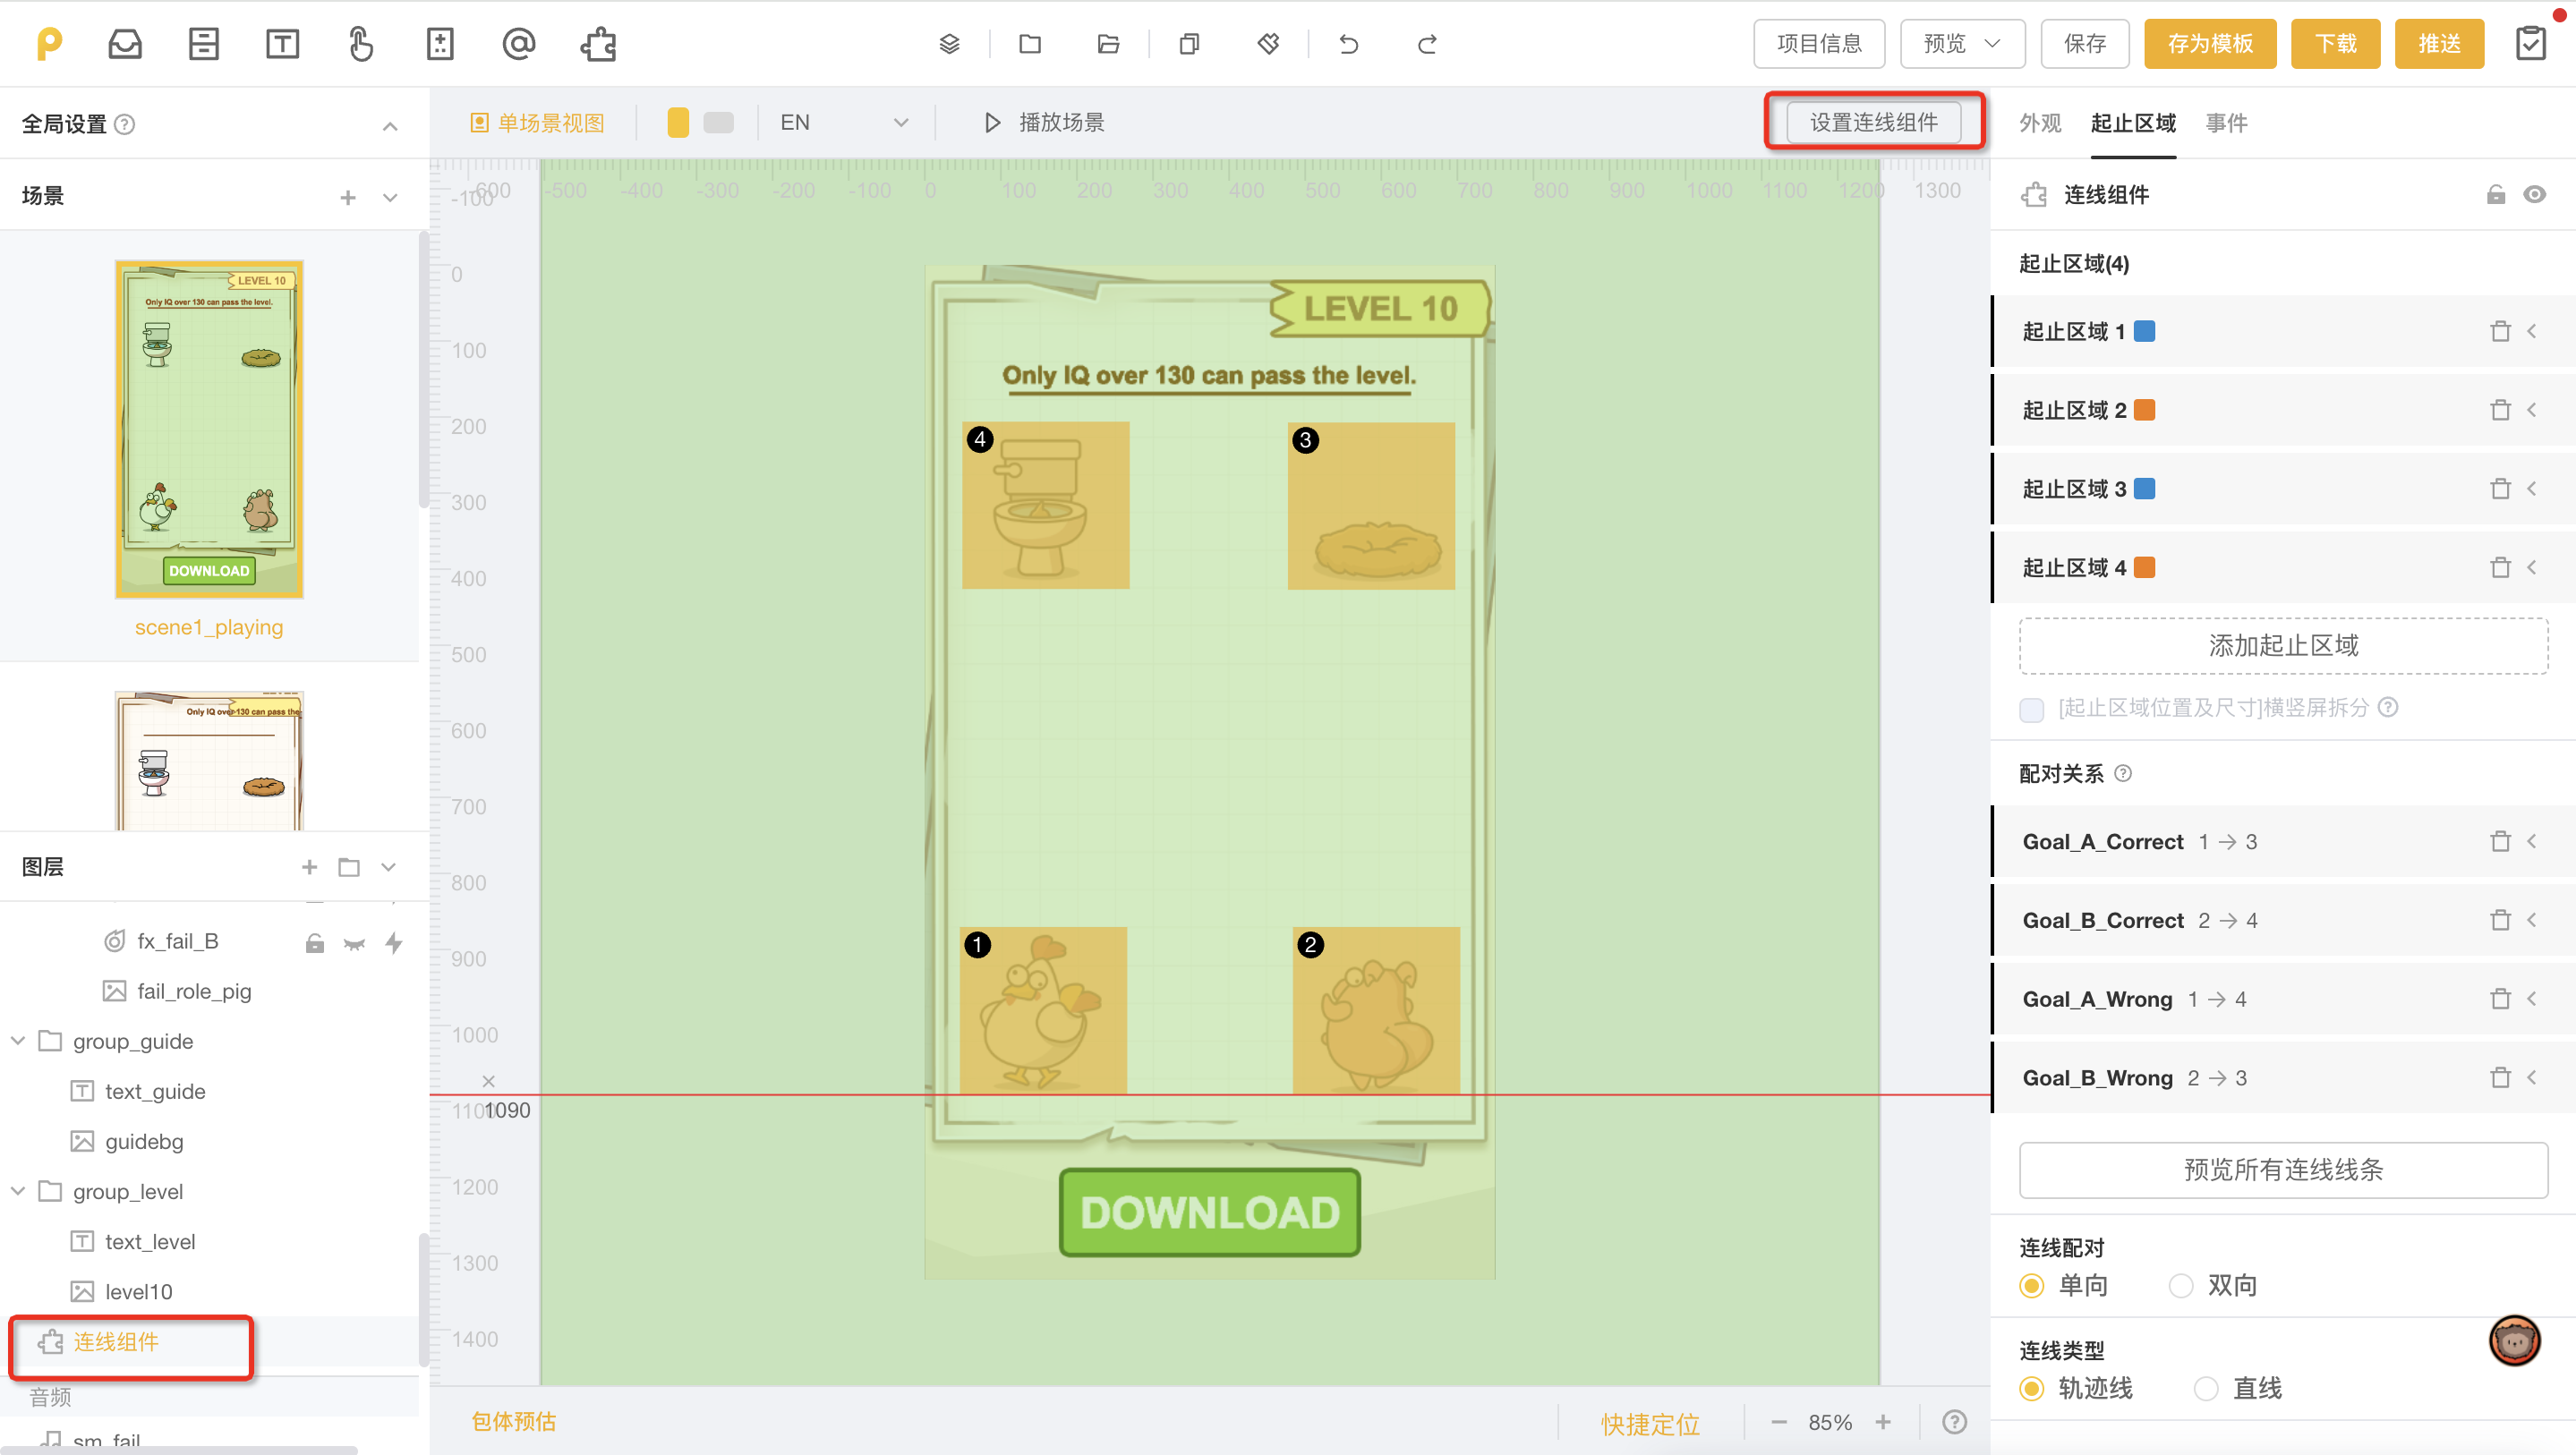 项目信息
预览
保存
存为模板
下载
推送
全局设置
单场景视图
EN
播放场景
设置连线组件
外观
起止区域
事件
场景
-600 -500 -400 -300 -200 -100 0 100 200 300 400 500 600 700 800 900 1000 1100 1200 1300
-100
0
100
200
300
400
500
600
700
800
900
1000
1100
1090
1200
1300
1400
LEVEL 10
Only IQ over 130 can pass the level.
DOWNLOAD
scene1_playing
Only IQ over 130 can pass the
图层
fx_fail_B
fail_role_pig
group_guide
text_guide
guidebg
group_level
text_level
level10
连线组件
音频
sm_fail
LEVEL 10
Only IQ over 130 can pass the level.
4
3
1
2
DOWNLOAD
包体预估
快捷定位
85%
连线组件
起止区域(4)
起止区域 1
起止区域 2
起止区域 3
起止区域 4
添加起止区域
[起止区域位置及尺寸]横竖屏拆分
配对关系
Goal_A_Correct 1 → 3
Goal_B_Correct 2 → 4
Goal_A_Wrong 1 → 4
Goal_B_Wrong 2 → 3
预览所有连线线条
连线配对
单向
双向
连线类型
轨迹线
直线